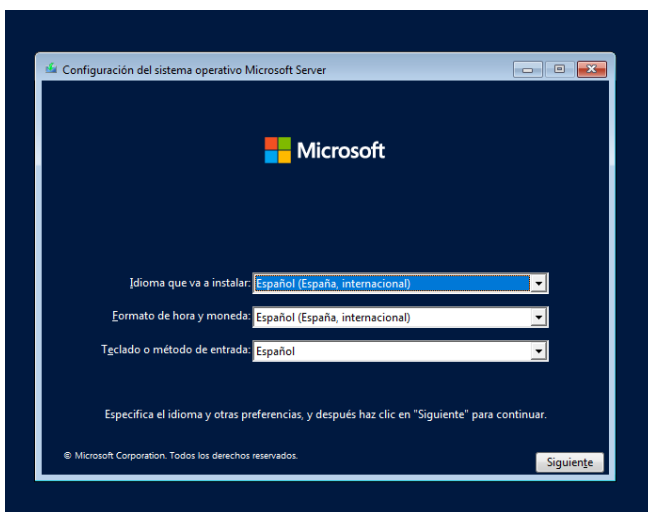 Configuración del sistema operativo Microsoft Server
Microsoft
Idioma que va a instalar: Español (España, internacional)
Formato de hora y moneda: Español (España, internacional)
Teclado o método de entrada: Español
Especifica el idioma y otras preferencias, y después haz clic en "Siguiente" para continuar.
© Microsoft Corporation. Todos los derechos reservados.
Siguiente